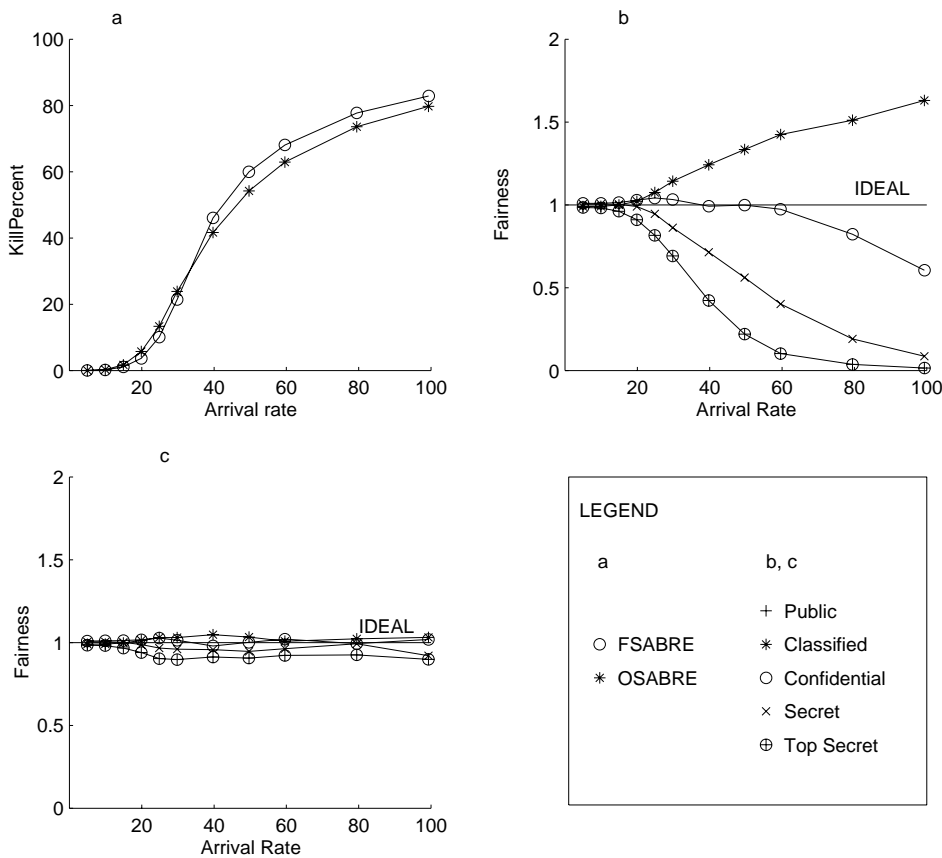 a
100
80
60
40
20
0
KillPercent
20 40 60 80 100
Arrival rate
b
2
1.5
1
0.5
0
Fairness
IDEAL
20 40 60 80 100
Arrival Rate
c
2
1.5
1
0.5
0
Fairness
IDEAL
20 40 60 80 100
Arrival Rate
LEGEND
a
FSABRE
OSABRE
b, c
Public
Classified
Confidential
Secret
Top Secret